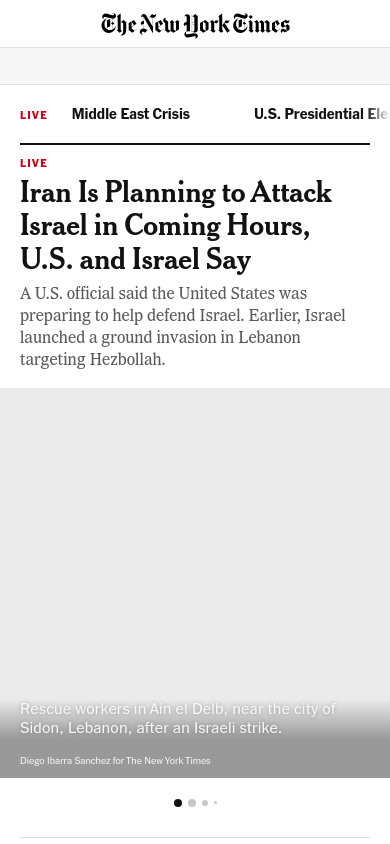 The New York Times
LIVE Middle East Crisis U.S. Presidential Ele
LIVE
Iran Is Planning to Attack
Israel in Coming Hours,
U.S. and Israel Say
A U.S. official said the United States was
preparing to help defend Israel. Earlier, Israel
launched a ground invasion in Lebanon
targeting Hezbollah.
Rescue workers in Ain el Delb, near the city of
Sidon, Lebanon, after an Israeli strike.
Diego Ibarra Sanchez for The New York Times